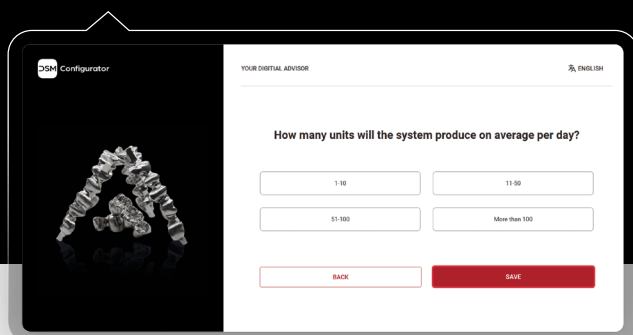 DSM Configurator
YOUR DIGITIAL ADVISOR
ENGLISH
How many units will the system produce on average per day?
1-10
11-50
51-100
More than 100
BACK
SAVE